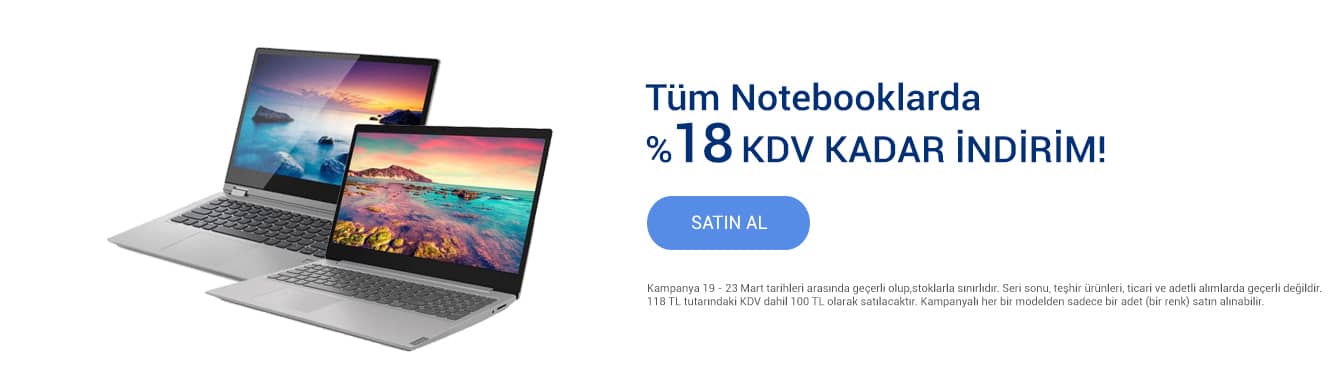 Tüm Notebooklarda
%18 KDV KADAR İNDİRİM!
SATIN AL
Kampanya 19 - 23 Mart tarihleri arasında geçerli olup,stoklarla sınırlıdır. Seri sonu, teşhir ürünleri, ticari ve adetli alımlarda geçerli değildir.
118 TL tutarındaki KDV dahil 100 TL olarak satılacaktır. Kampanyalı her bir modelden sadece bir adet (bir renk) satın alınabilir.